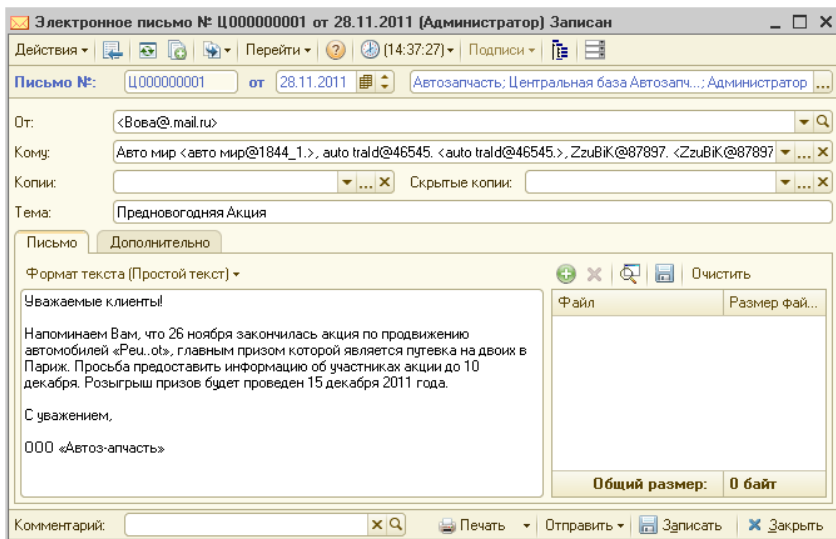 Электронное письмо № Ц000000001 от 28.11.2011 (Администратор) Записан
Действия Перейти (14:37:27) Подписи
Письмо №: Ц000000001 от 28.11.2011 Автозапчасть; Центральная база Автозапч...; Администратор ...
От: <Вова@.mail.ru>
Кому: Авто мир <авто мир@1844_1.>, auto trald@46545. <auto trald@46545.>, ZzuBiK@87897. <ZzuBiK@87897 ...
Копии: ... Скрытые копии: ...
Тема: Предновогодняя Акция
Письмо Дополнительно
Формат текста (Простой текст) Очистить
Уважаемые клиенты!
Файл Размер фай...
Напоминаем Вам, что 26 ноября закончилась акция по продвижению
автомобилей «Peu..ot», главным призом которой является путевка на двоих в
Париж. Просьба предоставить информацию об участниках акции до 10
декабря. Розыгрыш призов будет проведен 15 декабря 2011 года.
С уважением,
ООО «Автоз-апчасть»
Общий размер: 0 байт
Комментарий: Печать Отправить Записать Закрыть